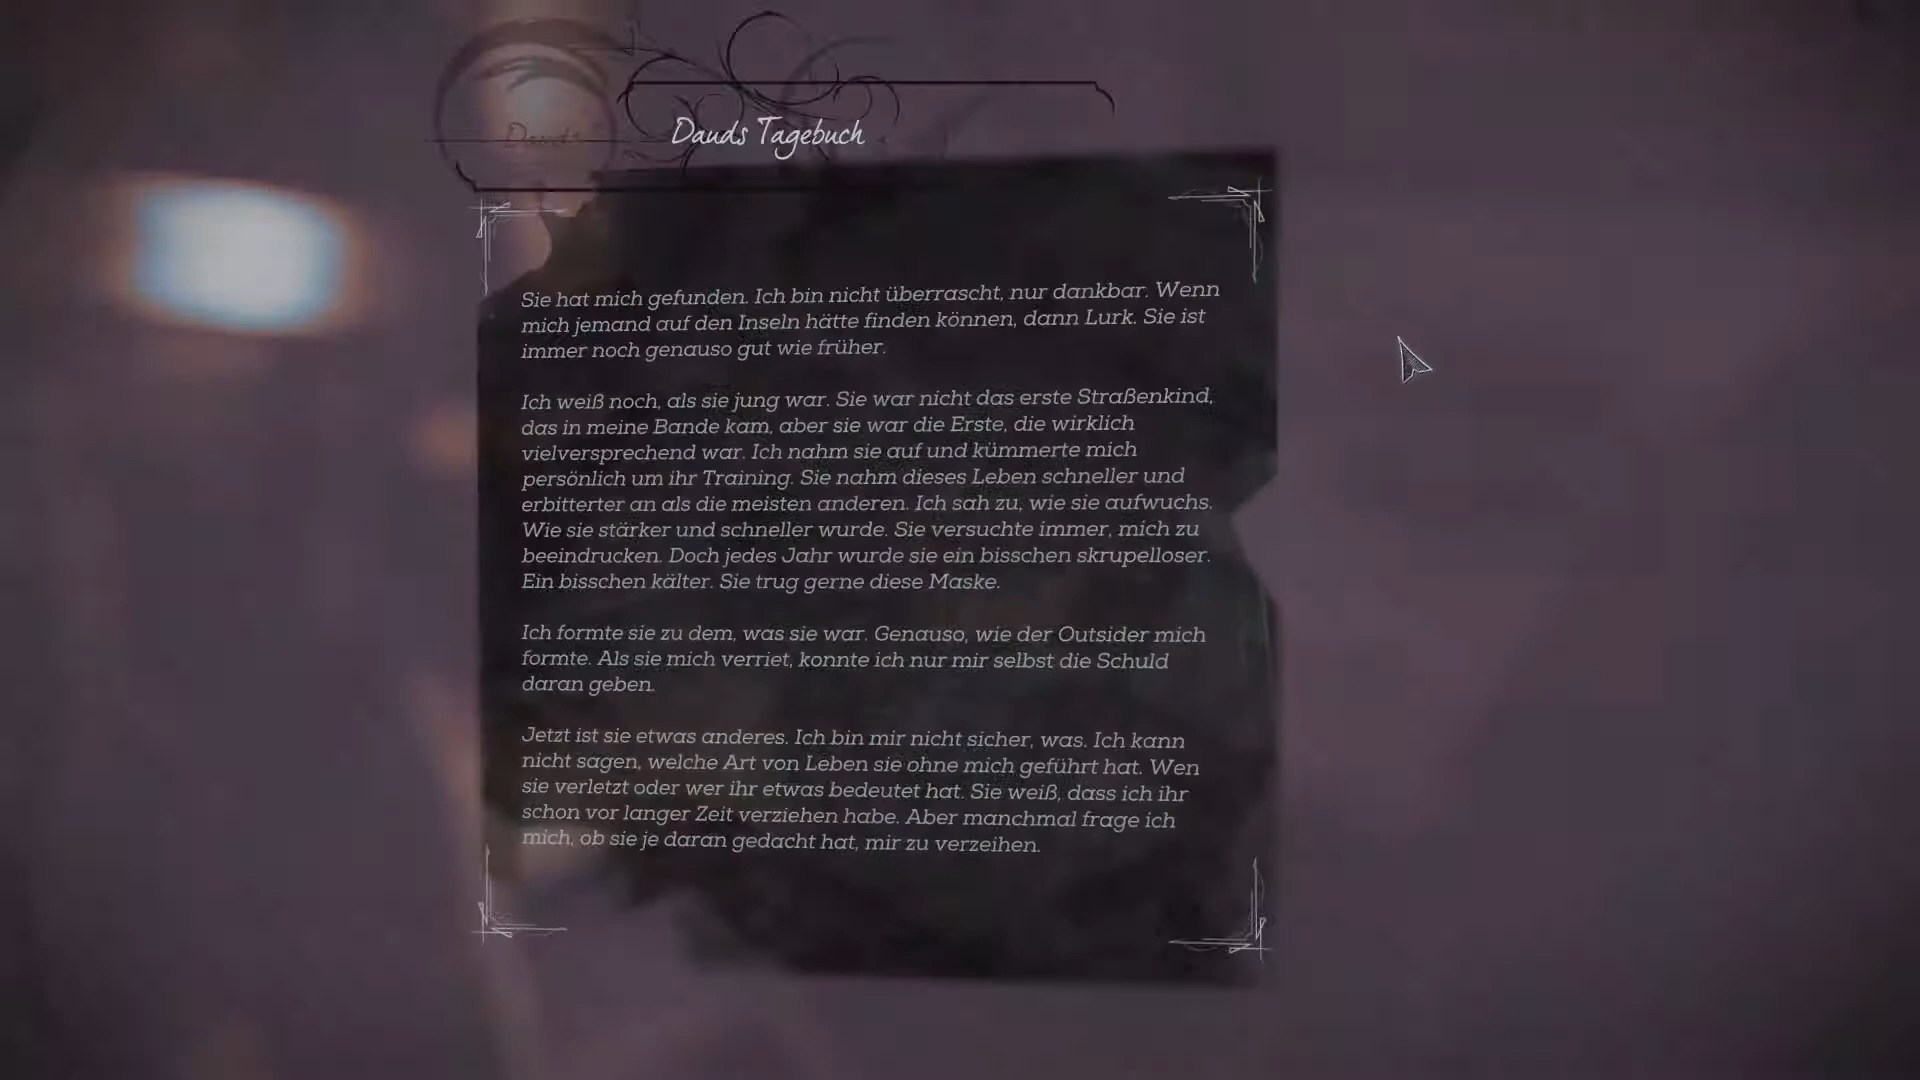 Dauds Tagebuch
Sie hat mich gefunden. Ich bin nicht überrascht, nur dankbar. Wenn
mich jemand auf den Inseln hätte finden können, dann Lurk. Sie ist
immer noch genauso gut wie früher.
Ich weiß noch, als sie jung war. Sie war nicht das erste Straßenkind,
das in meine Bande kam, aber sie war die Erste, die wirklich
vielversprechend war. Ich nahm sie auf und kümmerte mich
persönlich um ihr Training. Sie nahm dieses Leben schneller und
erbitterter an als die meisten anderen. Ich sah zu, wie sie aufwuchs.
Wie sie stärker und schneller wurde. Sie versuchte immer, mich zu
beeindrucken. Doch jedes Jahr wurde sie ein bisschen skrupelloser.
Ein bisschen kälter. Sie trug gerne diese Maske.
Ich formte sie zu dem, was sie war. Genauso, wie der Outsider mich
formte. Als sie mich verriet, konnte ich nur mir selbst die Schuld
daran geben.
Jetzt ist sie etwas anderes. Ich bin mir nicht sicher, was. Ich kann
nicht sagen, welche Art von Leben sie ohne mich geführt hat. Wen
sie verletzt oder wer ihr etwas bedeutet hat. Sie weiß, dass ich ihr
schon vor langer Zeit verziehen habe. Aber manchmal frage ich
mich, ob sie je daran gedacht hat, mir zu verzeihen.